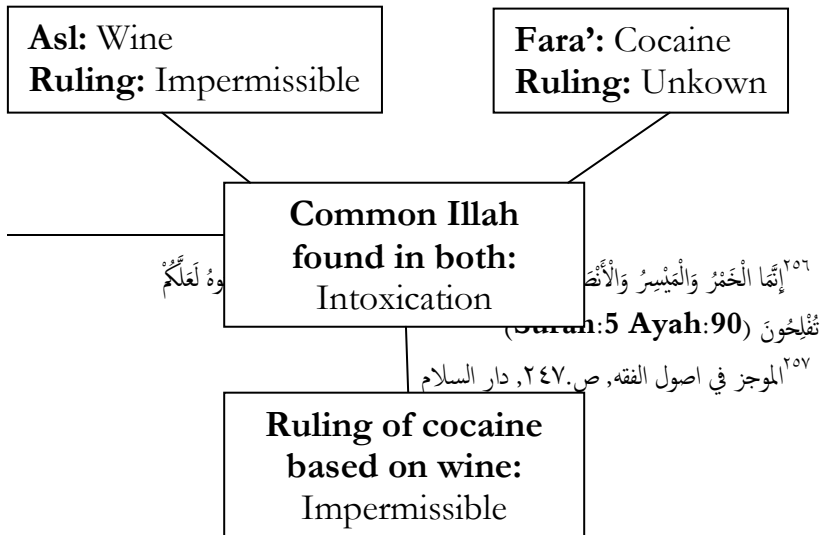 Asl: Wine
Ruling: Impermissible
Fara’: Cocaine
Ruling: Unkown
Common Illah
found in both:
Intoxication
٢٥٦إِنَّمَا الْخَمْرُ وَالْمَيْسِرُ وَالْأَنْصَ وهُ لَعَلَّكُمْ
تُفْلِحُونَ (Surah:5 Ayah:90)
٢٥٧الموجز في اصول الفقه, ص.٢٤٧, دار السلام
Ruling of cocaine
based on wine:
Impermissible